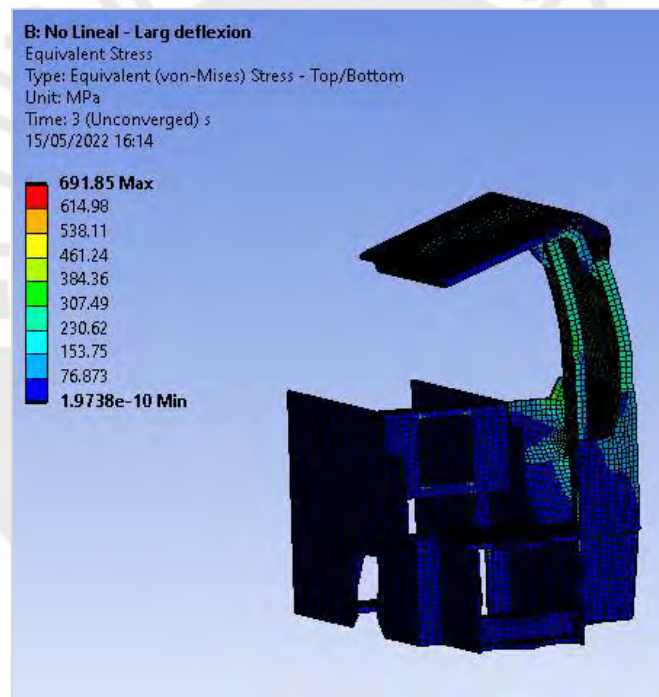 B: No Lineal - Larg deflexion
Equivalent Stress
Type: Equivalent (von-Mises) Stress - Top/Bottom
Unit: MPa
Time: 3 (Unconverged) s
15/05/2022 16:14
691.85 Max
614.98
538.11
461.24
384.36
307.49
230.62
153.75
76.873
1.9738e-10 Min